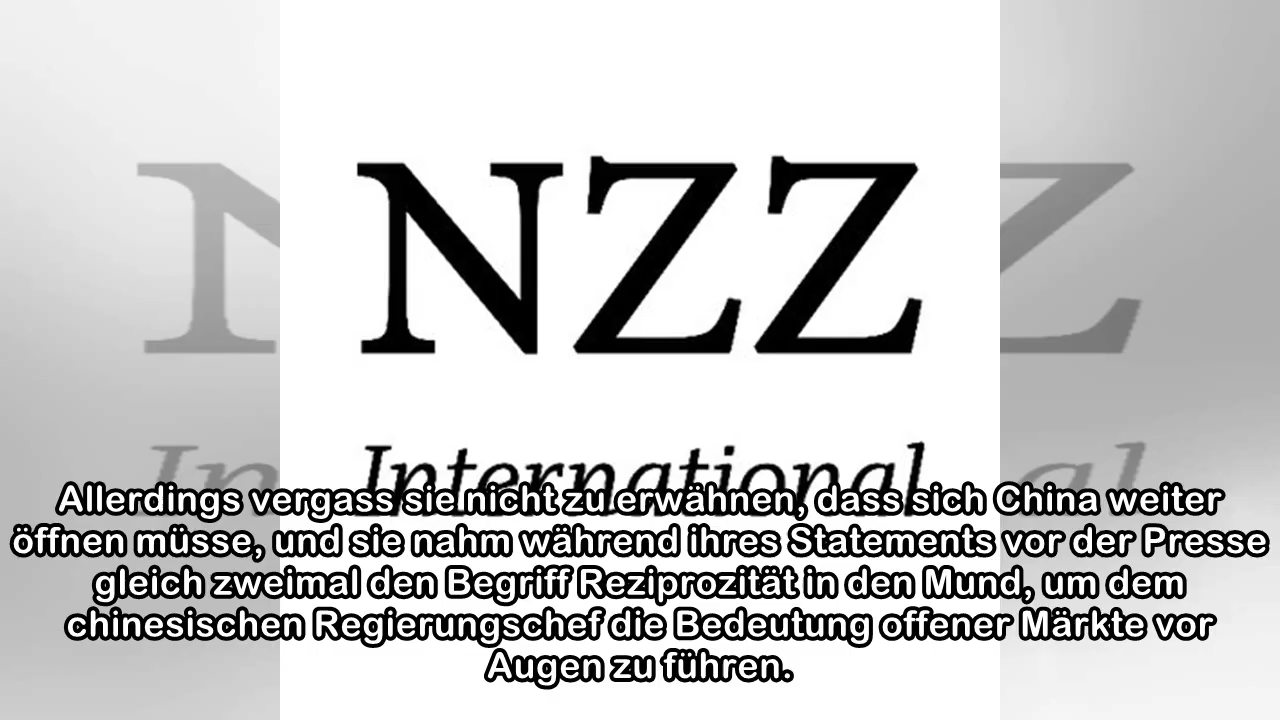 NZZ
International
Allerdings vergass sie nicht zu erwähnen, dass sich China weiter
öffnen müsse, und sie nahm während ihres Statements vor der Presse
gleich zweimal den Begriff Reziprozität in den Mund, um dem
chinesischen Regierungschef die Bedeutung offener Märkte vor
Augen zu führen.